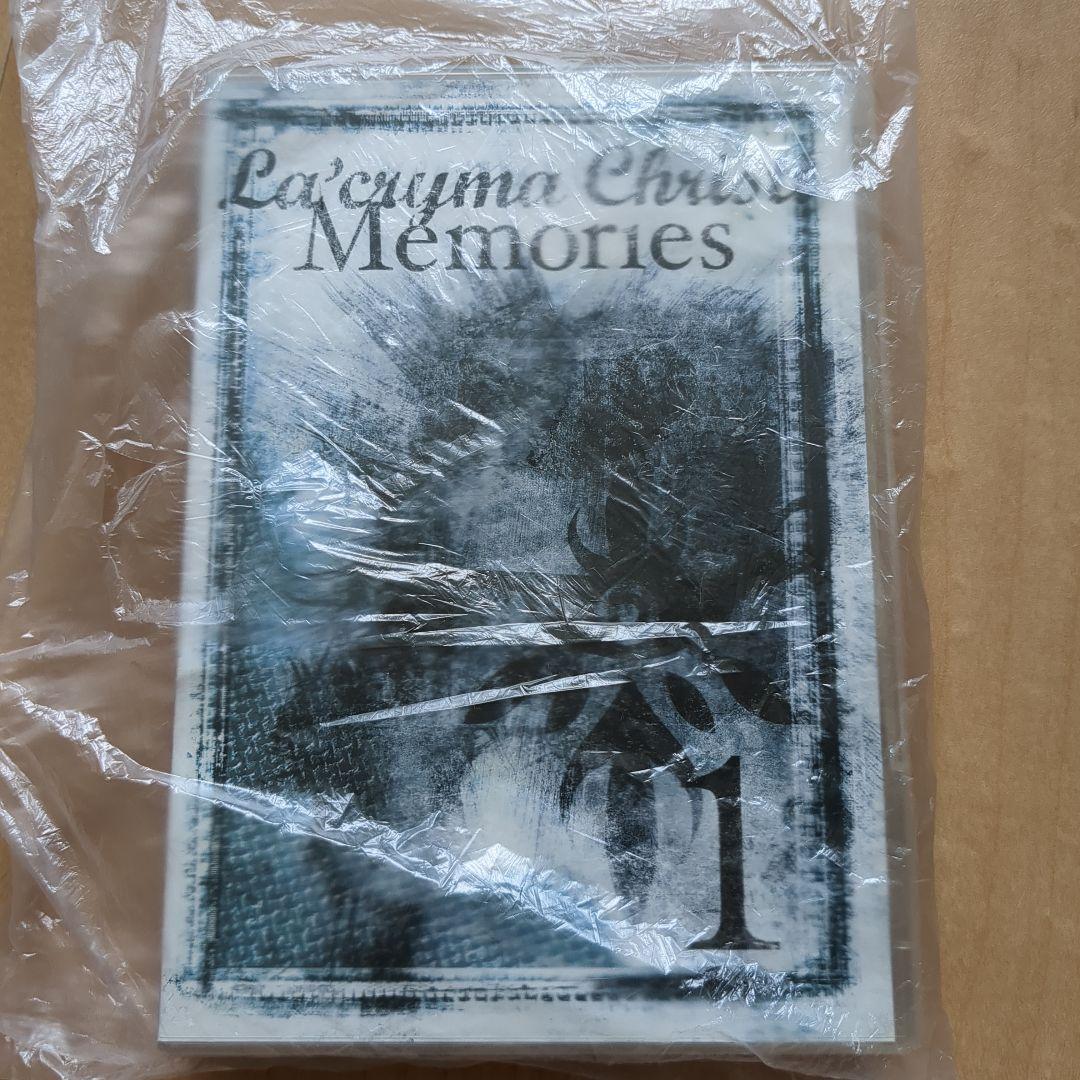 La'cryma Christi
Memories
1